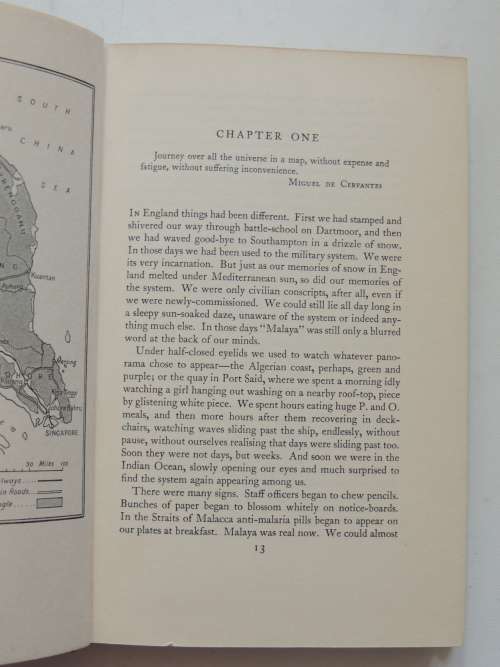 SOUTH
CHINA
SEA
TRENGGANU
Kuantan
Pahang
JOHORE
SINGAPORE
30 MILES 100
CHAPTER ONE
Journey over all the universe in a map, without expense and
fatigue, without suffering inconvenience.
MIGUEL DE CERVANTES
IN England things had been different. First we had stamped and
shivered our way through battle-school on Dartmoor, and then
we had waved good-bye to Southampton in a drizzle of snow.
In those days we had been used to the military system. We were
its very incarnation. But just as our memories of snow in Eng-
land melted under Mediterranean sun, so did our memories of
the system. We were only civilian conscripts, after all, even if
we were newly-commissioned. We could still lie all day long in
a sleepy sun-soaked daze, unaware of the system or indeed any-
thing much else. In those days "Malaya" was still only a blurred
word at the back of our minds.
Under half-closed eyelids we used to watch whatever pano-
rama chose to appear—the Algerian coast, perhaps, green and
purple; or the quay in Port Said, where we spent a morning idly
watching a girl hanging out washing on a nearby roof-top, piece
by glistening white piece. We spent hours eating huge P. and O.
meals, and then more hours after them recovering in deck-
chairs, watching waves sliding past the ship, endlessly, without
pause, without ourselves realising that days were sliding past too.
Soon they were not days, but weeks. And soon we were in the
Indian Ocean, slowly opening our eyes and much surprised to
find the system again appearing among us.
There were many signs. Staff officers began to chew pencils.
Bunches of paper began to blossom whitely on notice-boards.
In the Straits of Malacca anti-malaria pills began to appear on
our plates at breakfast. Malaya was real now. We could almost
13